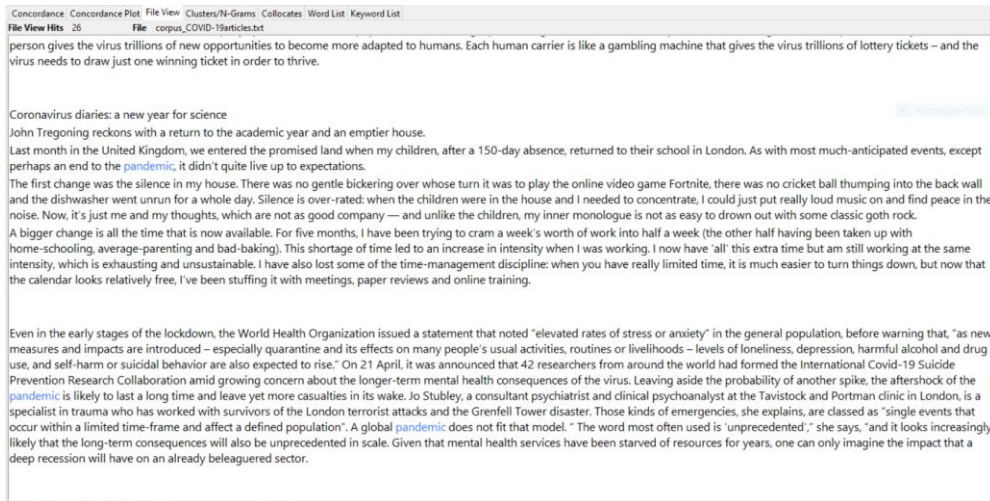 Concordance Concordance Plot File View Clusters/N-Grams Collocates Word List Keyword List
File View Hits 26 File corpus_COVID-19articles.txt
person gives the virus trillions of new opportunities to become more adapted to humans. Each human carrier is like a gambling machine that gives the virus trillions of lottery tickets – and the
virus needs to draw just one winning ticket in order to thrive.
Coronavirus diaries: a new year for science
John Tregoning reckons with a return to the academic year and an emptier house.
Last month in the United Kingdom, we entered the promised land when my children, after a 150-day absence, returned to their school in London. As with most much-anticipated events, except
perhaps an end to the pandemic, it didn't quite live up to expectations.
The first change was the silence in my house. There was no gentle bickering over whose turn it was to play the online video game Fortnite, there was no cricket ball thumping into the back wall
and the dishwasher went unrun for a whole day. Silence is over-rated: when the children were in the house and I needed to concentrate, I could just put really loud music on and find peace in the
noise. Now, it's just me and my thoughts, which are not as good company — and unlike the children, my inner monologue is not as easy to drown out with some classic goth rock.
A bigger change is all the time that is now available. For five months, I have been trying to cram a week's worth of work into half a week (the other half having been taken up with
home-schooling, average-parenting and bad-baking). This shortage of time led to an increase in intensity when I was working. I now have 'all' this extra time but am still working at the same
intensity, which is exhausting and unsustainable. I have also lost some of the time-management discipline: when you have really limited time, it is much easier to turn things down, but now that
the calendar looks relatively free, I've been stuffing it with meetings, paper reviews and online training.
Even in the early stages of the lockdown, the World Health Organization issued a statement that noted "elevated rates of stress or anxiety" in the general population, before warning that, "as new
measures and impacts are introduced – especially quarantine and its effects on many people's usual activities, routines or livelihoods – levels of loneliness, depression, harmful alcohol and drug
use, and self-harm or suicidal behavior are also expected to rise." On 21 April, it was announced that 42 researchers from around the world had formed the International Covid-19 Suicide
Prevention Research Collaboration amid growing concern about the longer-term mental health consequences of the virus. Leaving aside the probability of another spike, the aftershock of the
pandemic is likely to last a long time and leave yet more casualties in its wake. Jo Stubley, a consultant psychiatrist and clinical psychoanalyst at the Tavistock and Portman clinic in London, is a
specialist in trauma who has worked with survivors of the London terrorist attacks and the Grenfell Tower disaster. Those kinds of emergencies, she explains, are classed as "single events that
occur within a limited time-frame and affect a defined population". A global pandemic does not fit that model. " The word most often used is 'unprecedented'," she says, "and it looks increasingly
likely that the long-term consequences will also be unprecedented in scale. Given that mental health services have been starved of resources for years, one can only imagine the impact that a
deep recession will have on an already beleaguered sector.